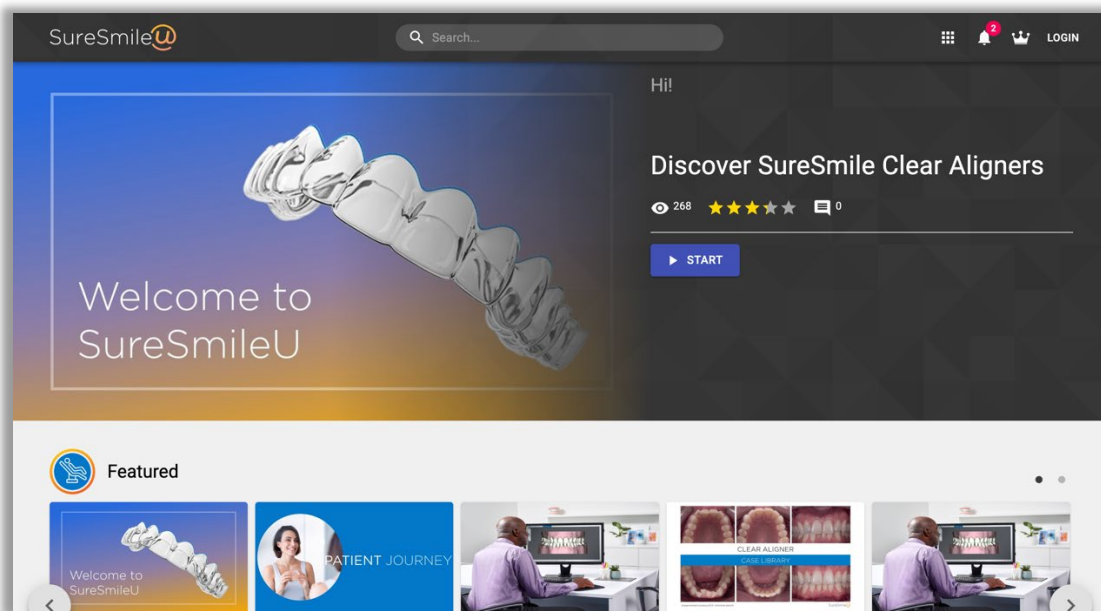 SureSmileU
Search...
2
LOGIN
Hi!
Discover SureSmile Clear Aligners
268
0
START
Welcome to
SureSmileU
Featured
Welcome to
SureSmileU
PATIENT JOURNEY
CLEAR ALIGNER
CASE LIBRARY